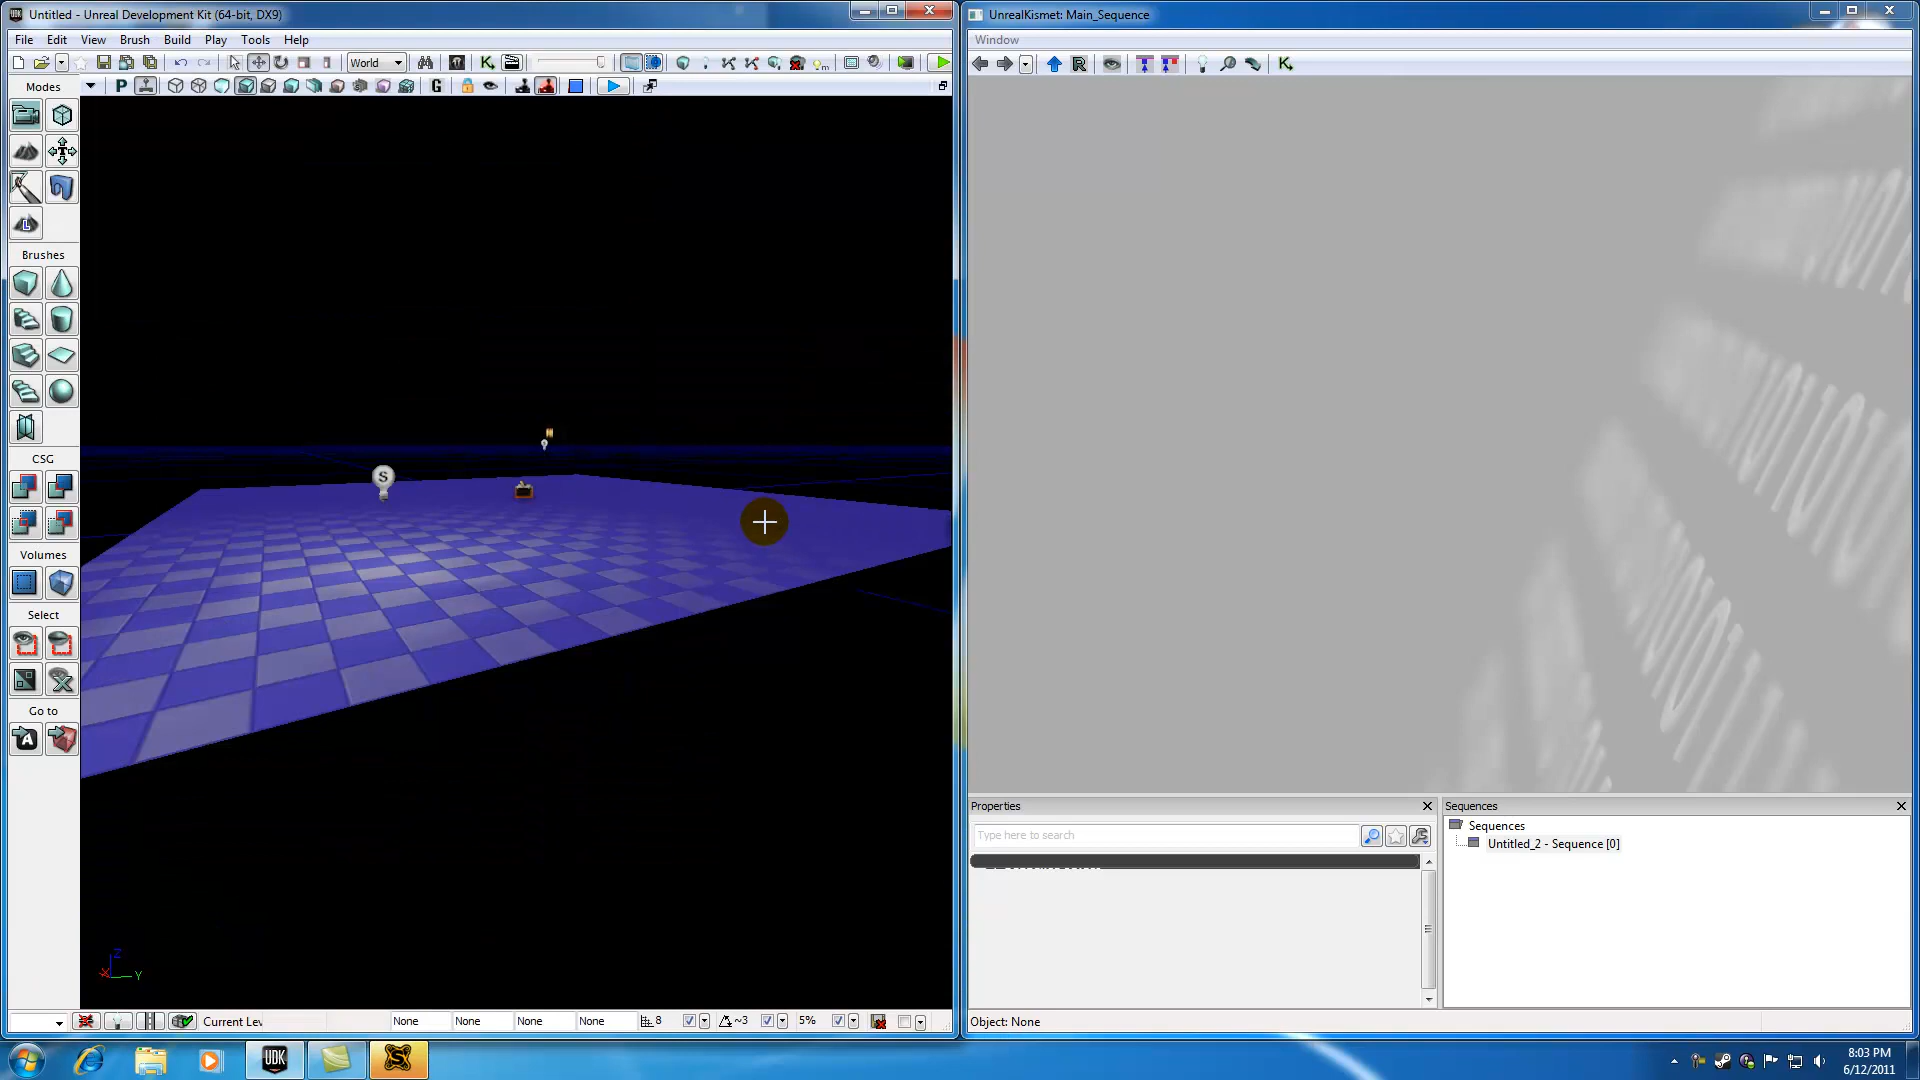 Untitled - Unreal Development Kit (64-bit, DX9)
File Edit View Brush Build Play Tools Help
World
Modes
P
G
Brushes
CSG
Volumes
Select
Go to
S
Z
X
Y
Current Lev
None None None None
8
~3
5%
UnrealKismet: Main_Sequence
Window
R
Properties
Type here to search
Sequences
Sequences
Untitled_2 - Sequence [0]
Object: None
UDK
8:03 PM
6/12/2011